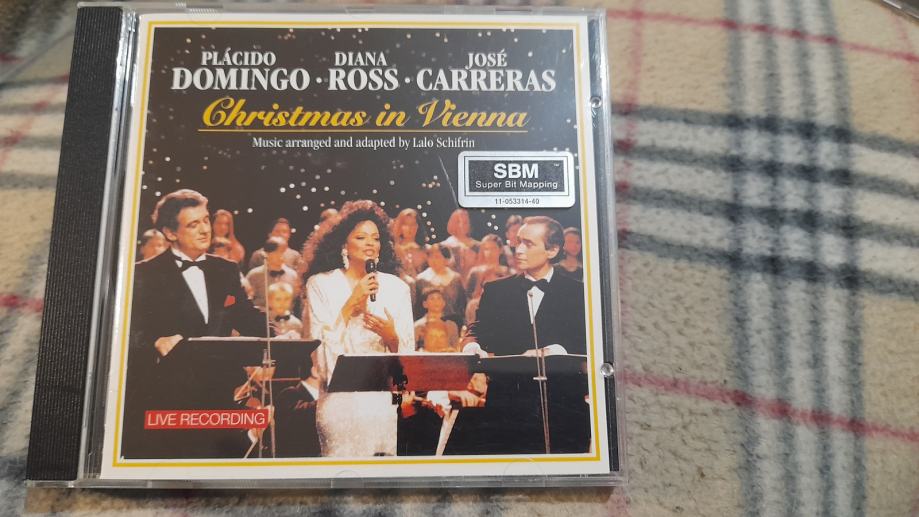 PLÁCIDO DIANA JOSÉ
DOMINGO · ROSS · CARRERAS
Christmas in Vienna
Music arranged and adapted by Lalo Schifrin
SBM™
Super Bit Mapping
11-053314-40
LIVE RECORDING